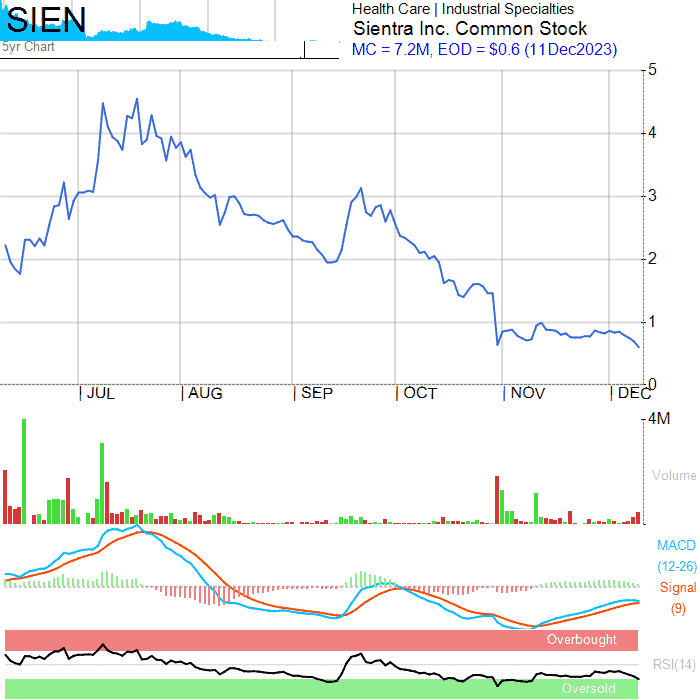 SIEN
5yr Chart
Health Care | Industrial Specialties
Sientra Inc. Common Stock
MC = 7.2M, EOD = $0.6 (11Dec2023)
5
4
3
2
1
0
| JUL | AUG | SEP | OCT | NOV | DEC
4M
Volume
MACD
(12-26)
Signal
(9)
Overbought
RSI(14)
Oversold